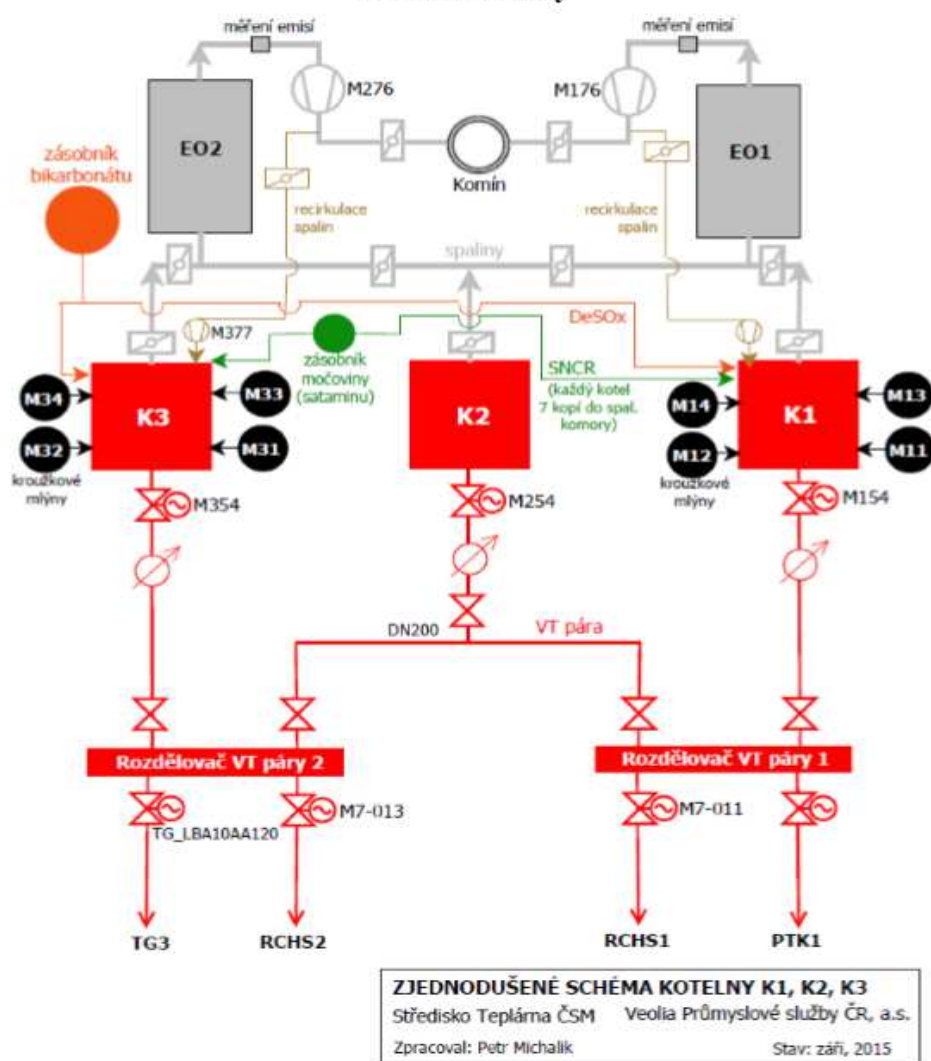 měření emisí
měření emisí
M276
M176
EO2
EO1
Komín
zásobník
bikarbonátu
recirkulace
spalin
recirkulace
spalin
spaliny
DeSOx
M377
zásobník
močoviny
(sataminu)
SNCR
(každý kotel
7 kopí do spal.
komory)
M34
M33
K3
M32
M31
kroužkové
mlýny
K2
M14
M13
K1
M12
M11
kroužkové
mlýny
M354
M254
M154
DN200
VT pára
Rozdělovač VT páry 2
Rozdělovač VT páry 1
M7-013
M7-011
TG_LBA10AA120
TG3
RCHS2
RCHS1
PTK1
ZJEDNODUŠENÉ SCHÉMA KOTELNY K1, K2, K3
Středisko Teplárna ČSM Veolia Průmyslové služby ČR, a.s.
Zpracoval: Petr Michalik Stav: září, 2015